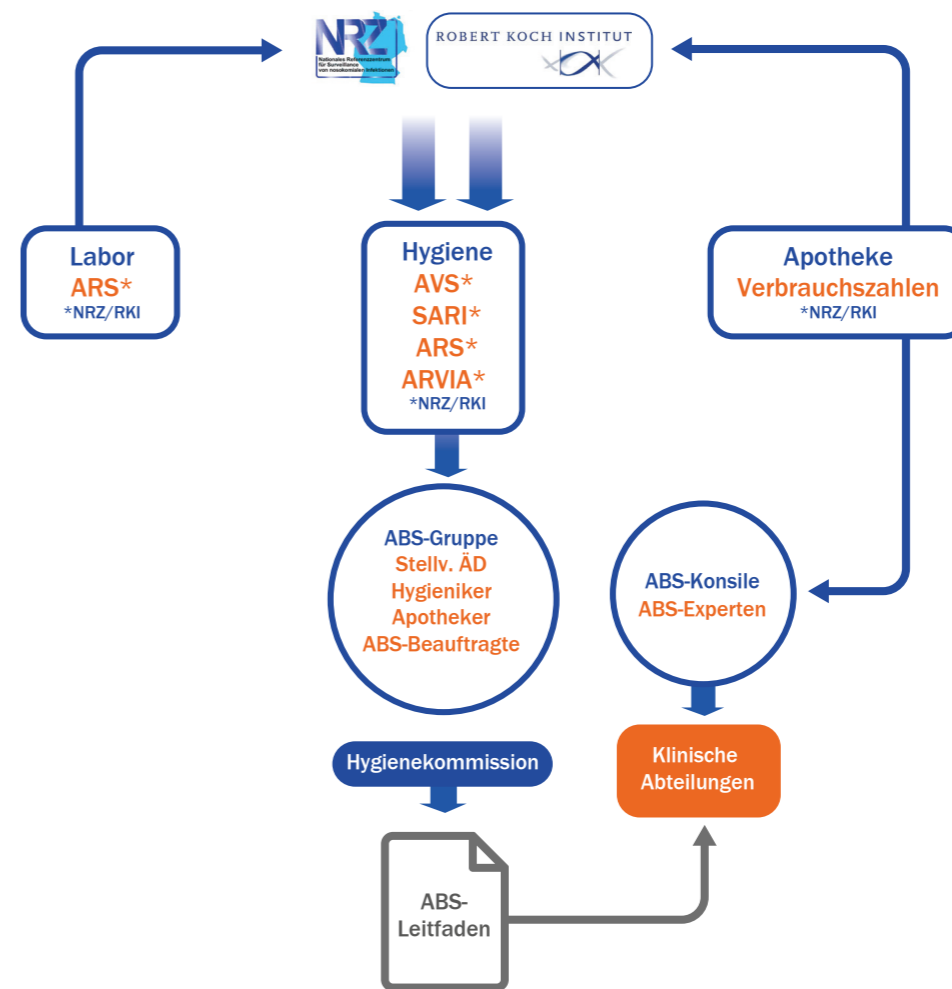 NRZ
Nationales Referenzzentrum
für Surveillance
von nosokomialen Infektionen
ROBERT KOCH INSTITUT
Labor
ARS*
*NRZ/RKI
Hygiene
AVS*
SARI*
ARS*
ARVIA*
*NRZ/RKI
Apotheke
Verbrauchszahlen
*NRZ/RKI
ABS-Gruppe
Stellv. ÄD
Hygieniker
Apotheker
ABS-Beauftragte
ABS-Konsile
ABS-Experten
Hygienekommission
Klinische
Abteilungen
ABS-
Leitfaden